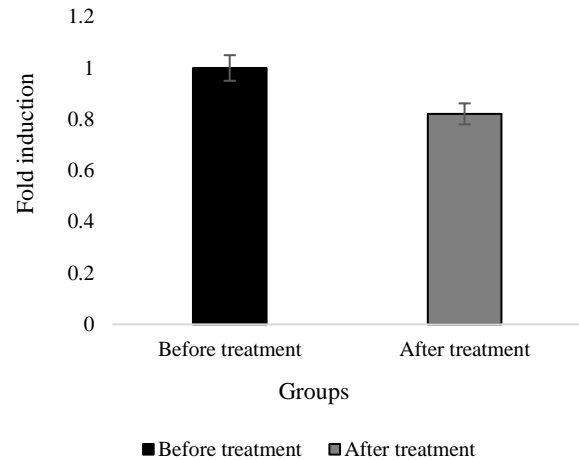 1.2
1
0.8
0.6
0.4
0.2
0
Fold induction
Before treatment
After treatment
Groups
Before treatment After treatment